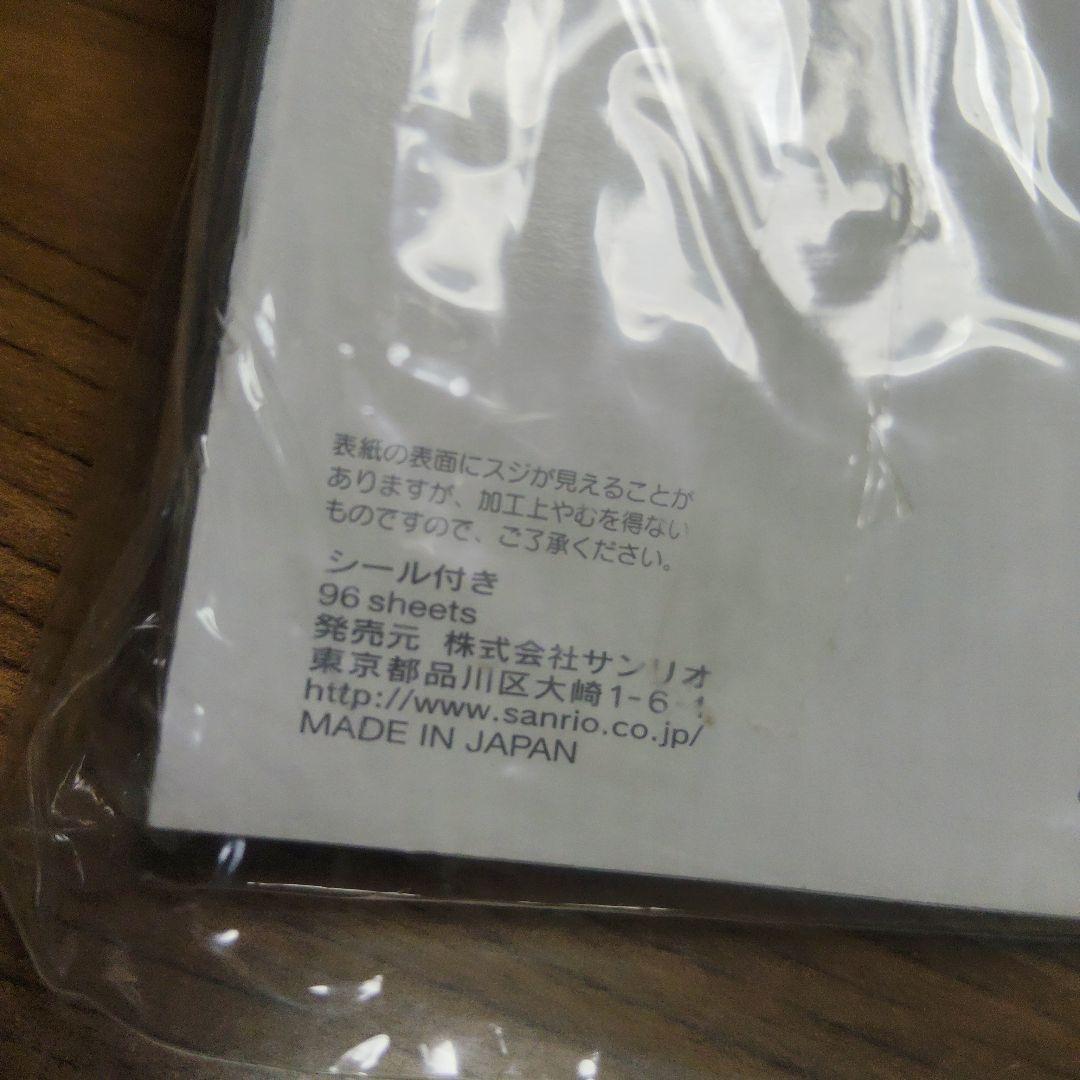 表紙の表面にスジが見えることが
ありますが、加工上やむを得ない
ものですので、ご了承ください。
シール付き
96 sheets
発売元 株式会社サンリオ
東京都品川区大崎1-6
http://www.sanrio.co.jp/
MADE IN JAPAN